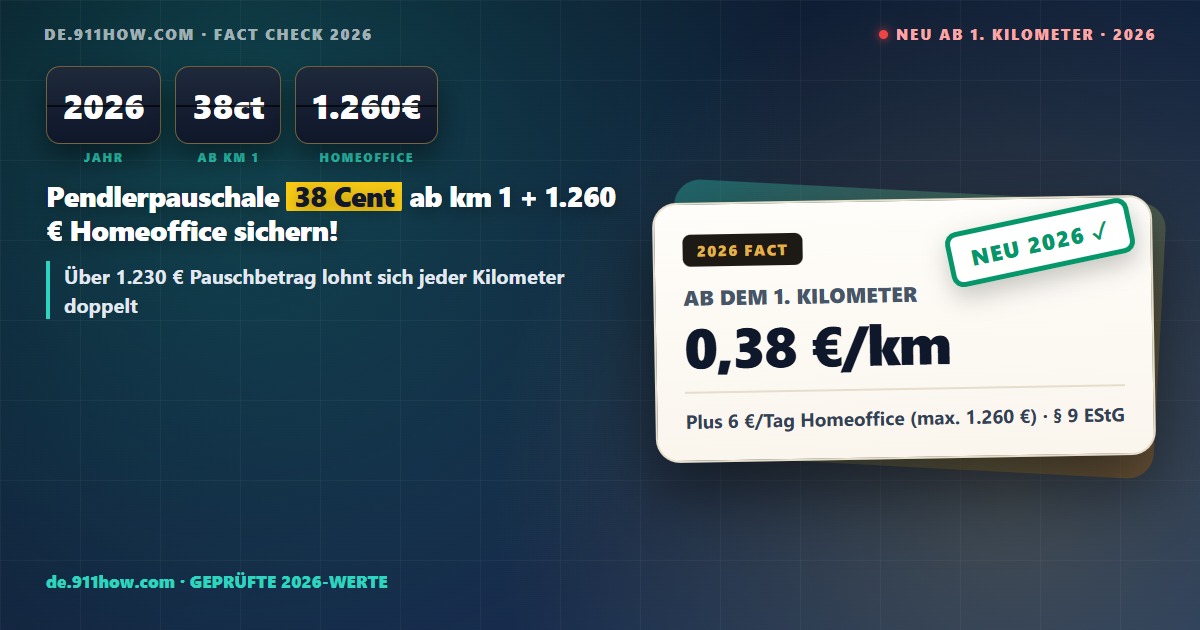 DE.911HOW.COM · FACT CHECK 2026
NEU AB 1. KILOMETER · 2026
2026
38ct
1.260€
JAHR
AB KM 1
HOMEOFFICE
Pendlerpauschale 38 Cent ab km 1 + 1.260
€ Homeoffice sichern!
Über 1.230 € Pauschbetrag lohnt sich jeder Kilometer
doppelt
2026 FACT
NEU 2026 ✓
AB DEM 1. KILOMETER
0,38 €/km
Plus 6 €/Tag Homeoffice (max. 1.260 €) · § 9 EStG
de.911how.com · GEPRÜFTE 2026-WERTE